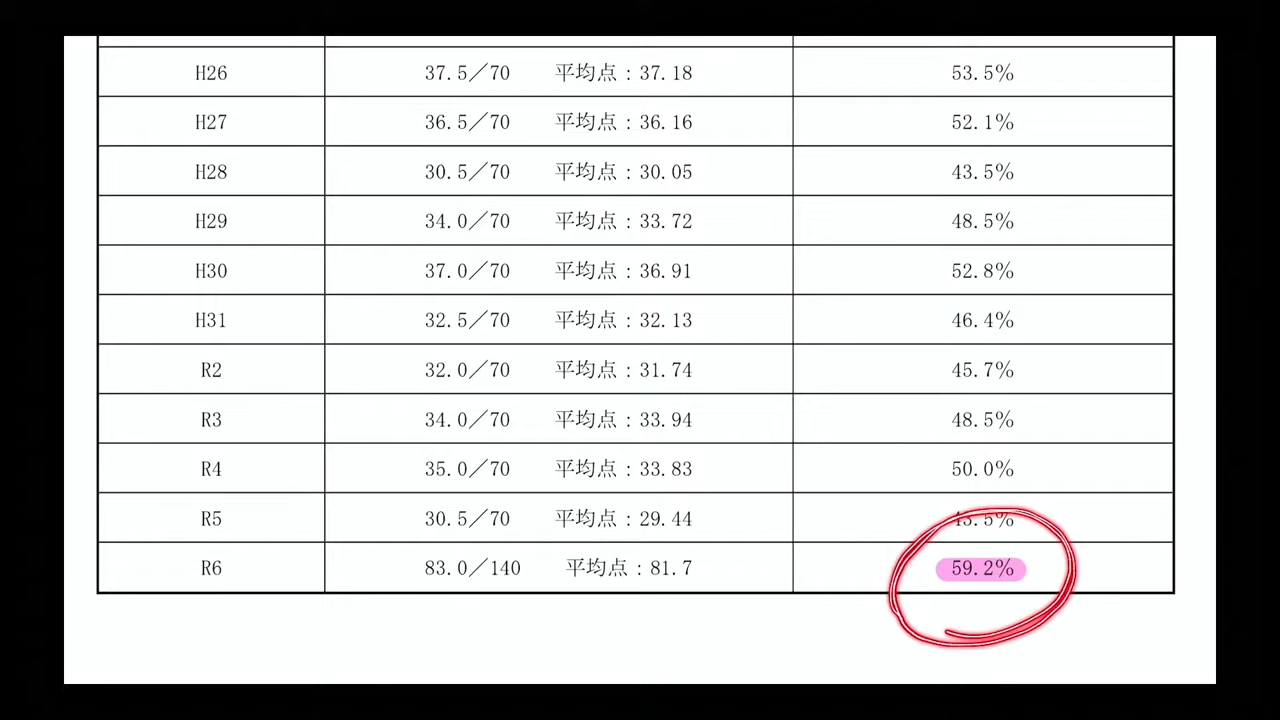 H26 37.5／70 平均点：37.18 53.5%
H27 36.5／70 平均点：36.16 52.1%
H28 30.5／70 平均点：30.05 43.5%
H29 34.0／70 平均点：33.72 48.5%
H30 37.0／70 平均点：36.91 52.8%
H31 32.5／70 平均点：32.13 46.4%
R2 32.0／70 平均点：31.74 45.7%
R3 34.0／70 平均点：33.94 48.5%
R4 35.0／70 平均点：33.83 50.0%
R5 30.5／70 平均点：29.44 43.5%
R6 83.0／140 平均点：81.7 59.2%